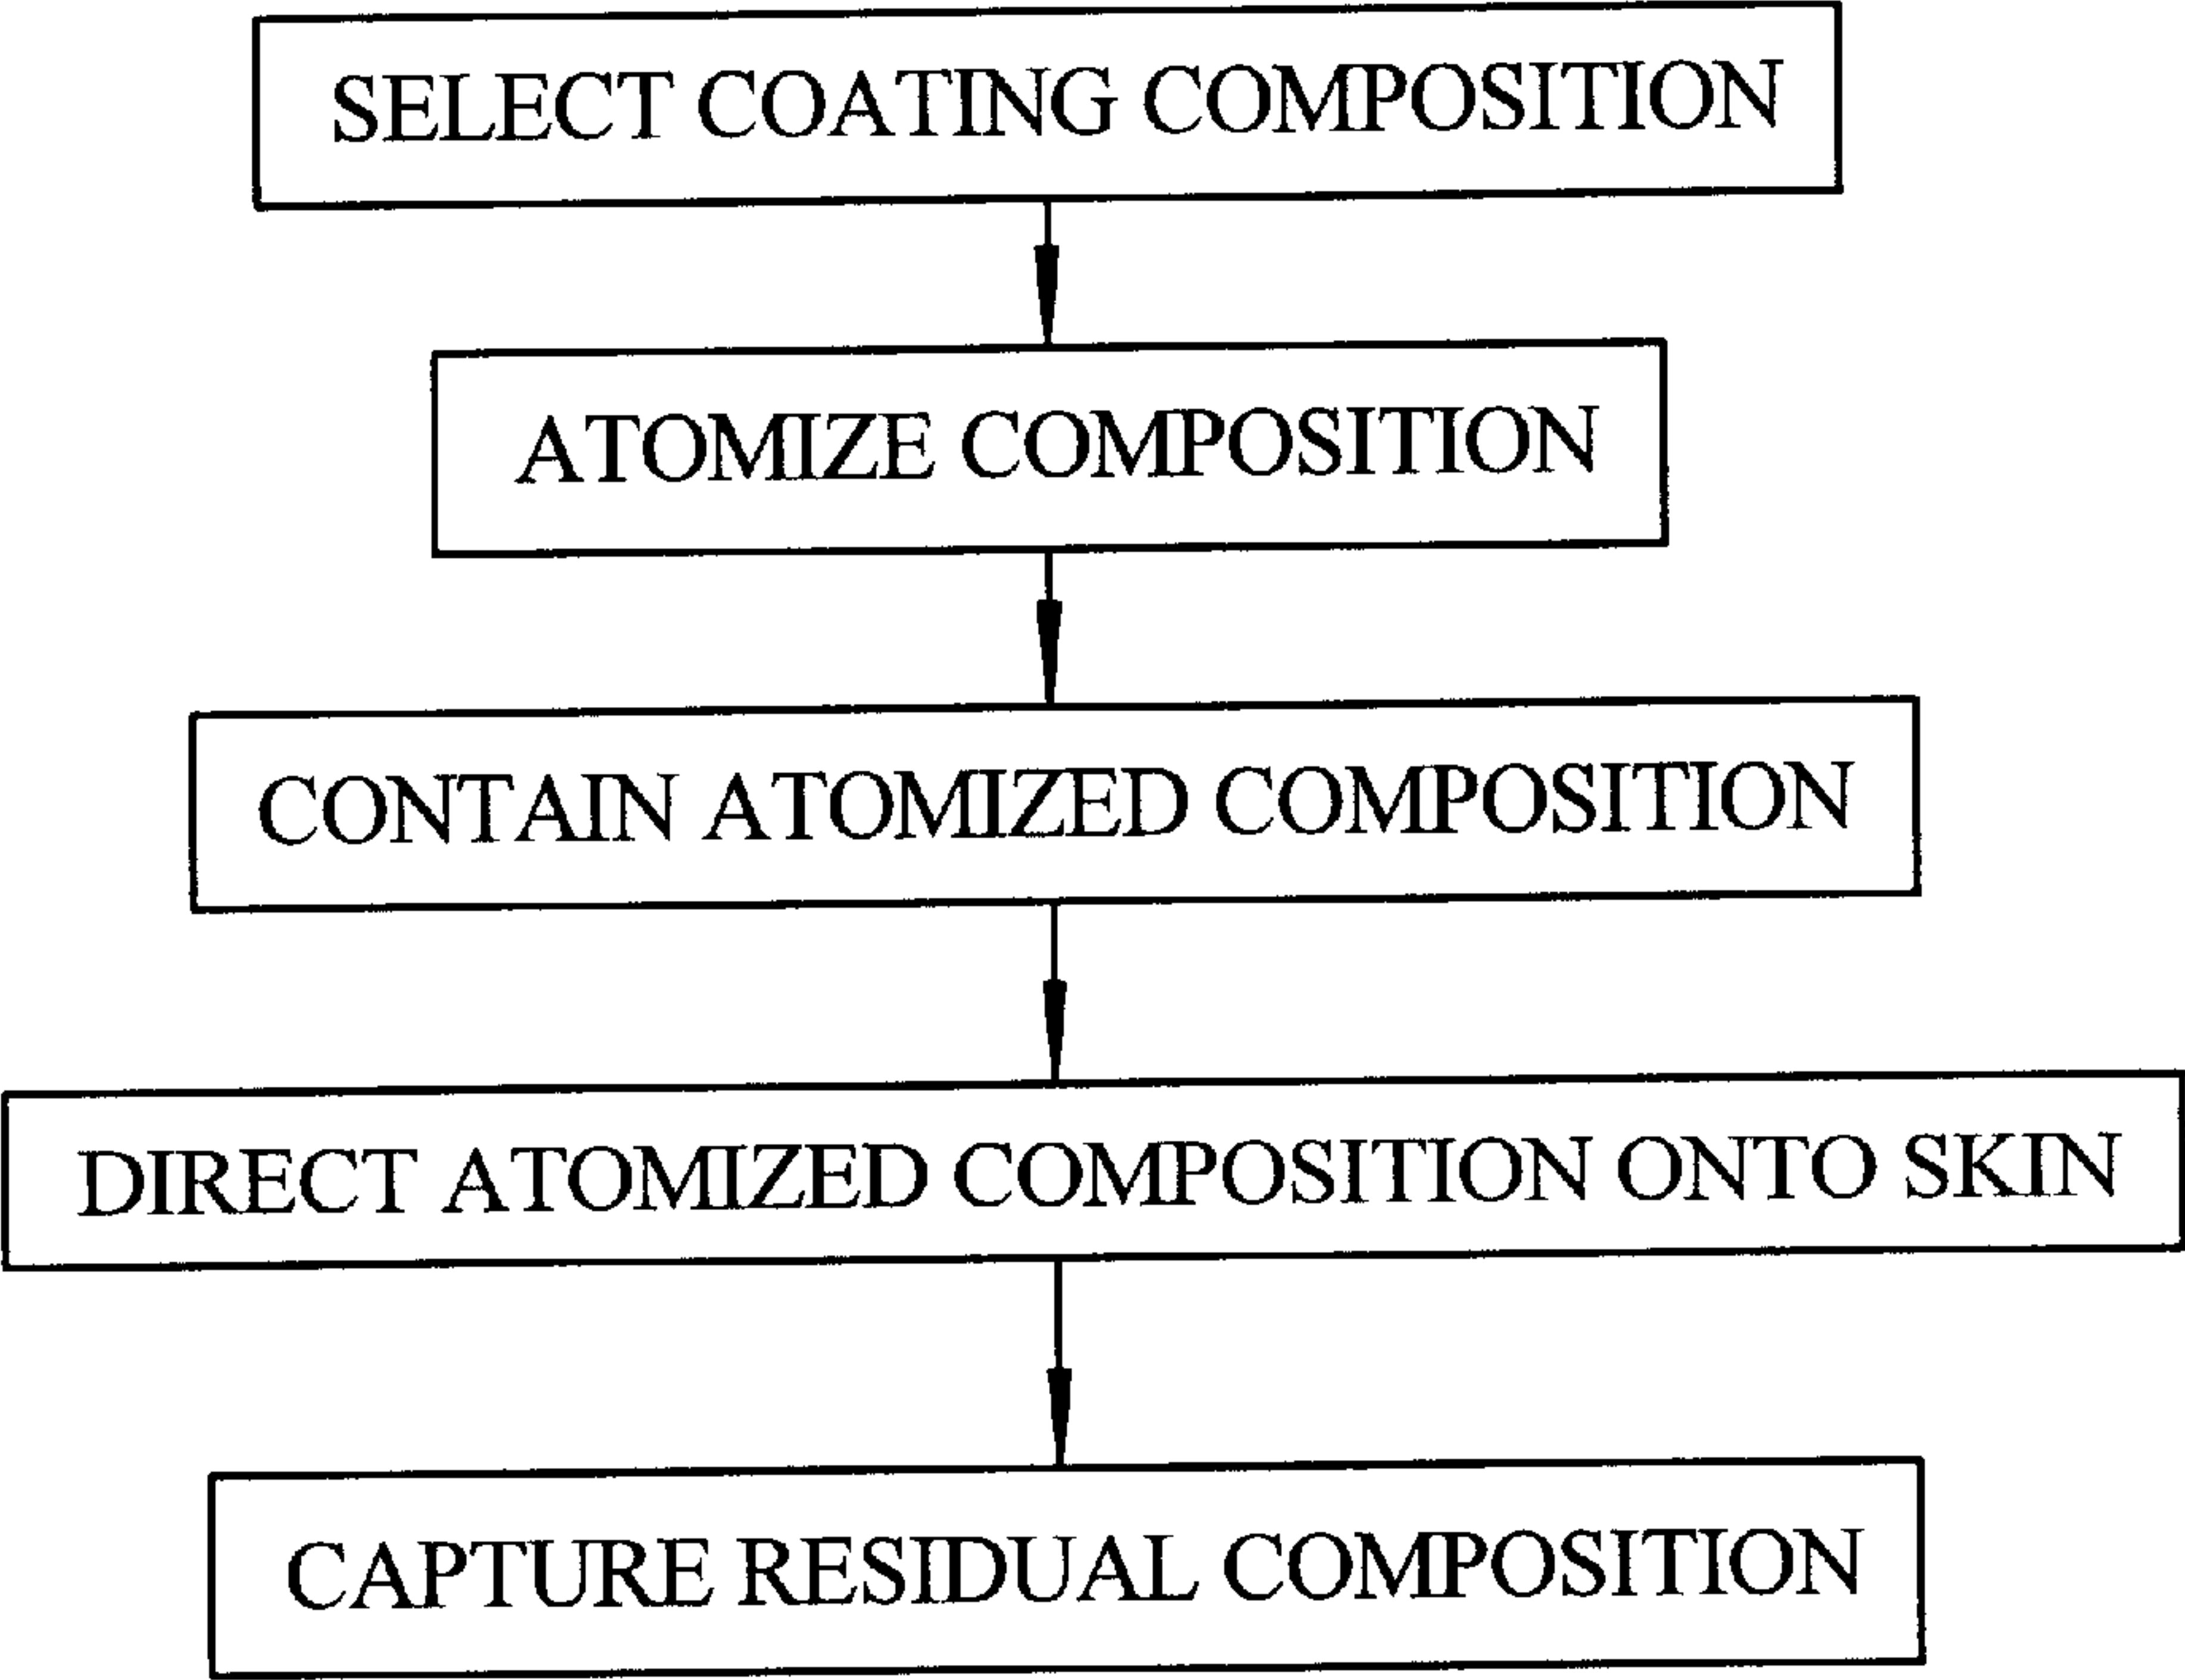 SELECT COATING COMPOSITION
ATOMIZE COMPOSITION
CONTAIN ATOMIZED COMPOSITION
DIRECT ATOMIZED COMPOSITION ONTO SKIN
CAPTURE RESIDUAL COMPOSITION